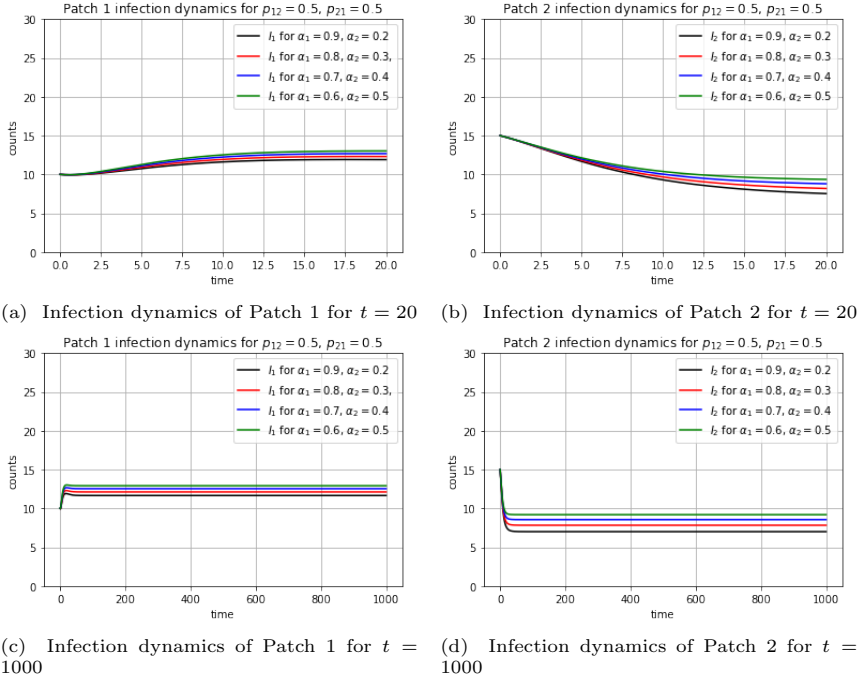 Patch 1 infection dynamics for p₁₂ = 0.5, p₂₁ = 0.5
30
25
20
15
10
5
0
counts
I₁ for α₁ = 0.9, α₂ = 0.2
I₁ for α₁ = 0.8, α₂ = 0.3,
I₁ for α₁ = 0.7, α₂ = 0.4
I₁ for α₁ = 0.6, α₂ = 0.5
0.0 2.5 5.0 7.5 10.0 12.5 15.0 17.5 20.0
time
(a) Infection dynamics of Patch 1 for t = 20
Patch 2 infection dynamics for p₁₂ = 0.5, p₂₁ = 0.5
30
25
20
15
10
5
0
counts
I₂ for α₁ = 0.9, α₂ = 0.2
I₂ for α₁ = 0.8, α₂ = 0.3
I₂ for α₁ = 0.7, α₂ = 0.4
I₂ for α₁ = 0.6, α₂ = 0.5
0.0 2.5 5.0 7.5 10.0 12.5 15.0 17.5 20.0
time
(b) Infection dynamics of Patch 2 for t = 20
Patch 1 infection dynamics for p₁₂ = 0.5, p₂₁ = 0.5
30
25
20
15
10
5
0
counts
I₁ for α₁ = 0.9, α₂ = 0.2
I₁ for α₁ = 0.8, α₂ = 0.3,
I₁ for α₁ = 0.7, α₂ = 0.4
I₁ for α₁ = 0.6, α₂ = 0.5
0 200 400 600 800 1000
time
(c) Infection dynamics of Patch 1 for t =
1000
Patch 2 infection dynamics for p₁₂ = 0.5, p₂₁ = 0.5
30
25
20
15
10
5
0
counts
I₂ for α₁ = 0.9, α₂ = 0.2
I₂ for α₁ = 0.8, α₂ = 0.3
I₂ for α₁ = 0.7, α₂ = 0.4
I₂ for α₁ = 0.6, α₂ = 0.5
0 200 400 600 800 1000
time
(d) Infection dynamics of Patch 2 for t =
1000